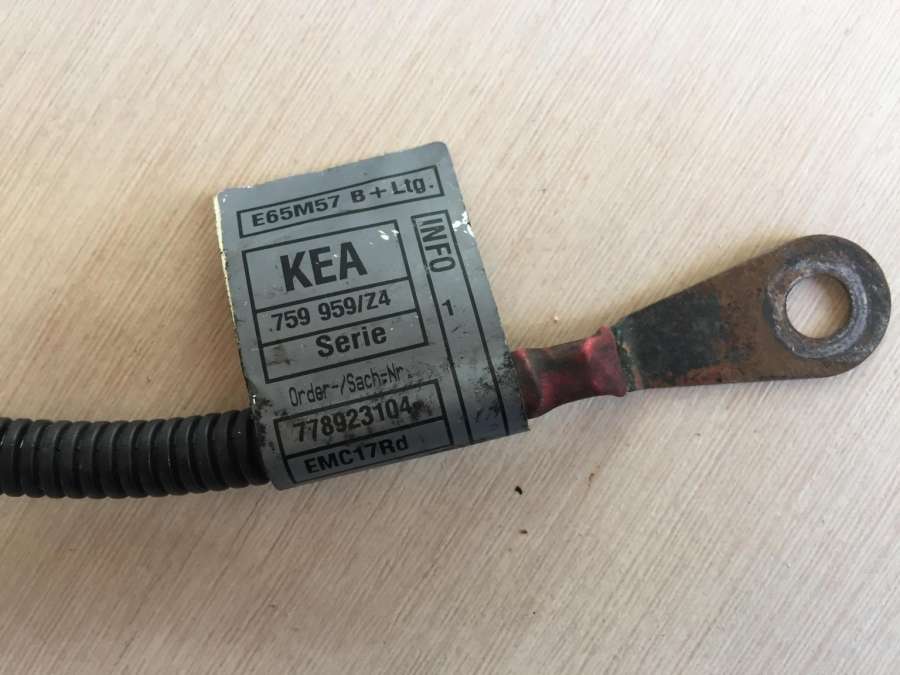 E65M57 B+Ltg.
KEA
759 959/Z4
Serie
Order-/Sach=Nr.
778923104
EMC17Rd
INFO
1